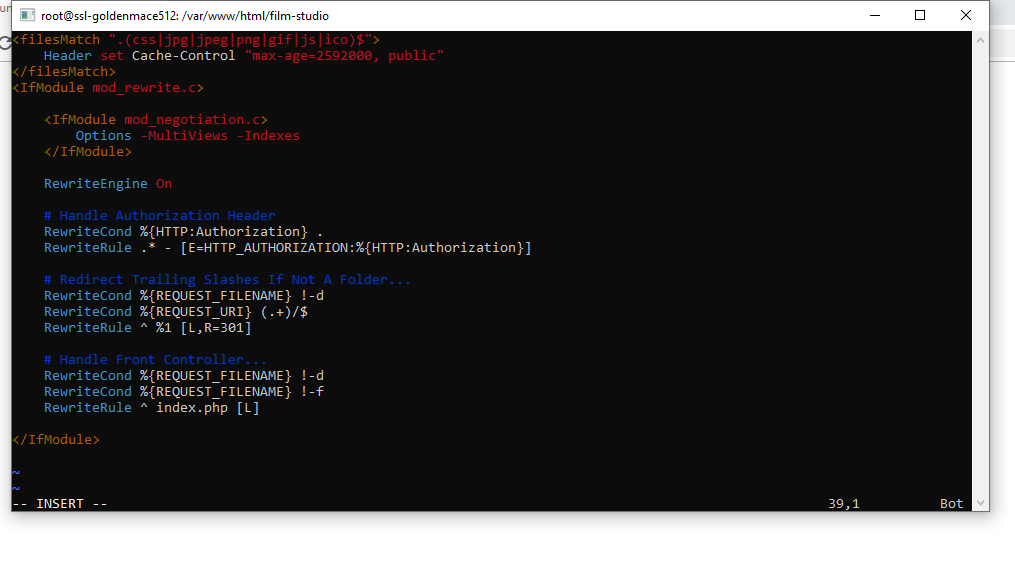 un
root@ssl-goldenmace512: /var/www/html/film-studio
<filesMatch ".(css|jpg|jpeg|png|gif|js|ico)$">
    Header set Cache-Control "max-age=2592000, public"
</filesMatch>
<IfModule mod_rewrite.c>
    <IfModule mod_negotiation.c>
        Options -MultiViews -Indexes
    </IfModule>
    RewriteEngine On
    # Handle Authorization Header
    RewriteCond %{HTTP:Authorization} .
    RewriteRule .* - [E=HTTP_AUTHORIZATION:%{HTTP:Authorization}]
    # Redirect Trailing Slashes If Not A Folder...
    RewriteCond %{REQUEST_FILENAME} !-d
    RewriteCond %{REQUEST_URI} (.+)/$
    RewriteRule ^ %1 [L,R=301]
    # Handle Front Controller...
    RewriteCond %{REQUEST_FILENAME} !-d
    RewriteCond %{REQUEST_FILENAME} !-f
    RewriteRule ^ index.php [L]
</IfModule>
~
~
-- INSERT -- 39,1 Bot